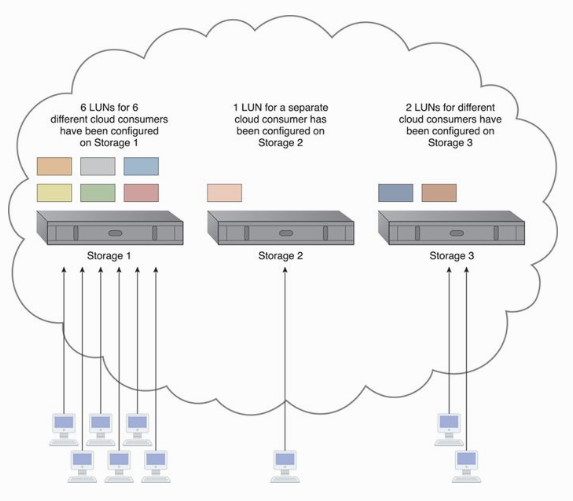 6 LUNs for 6
different cloud consumers
have been configured
on Storage 1
1 LUN for a separate
cloud consumer has
been configured on
Storage 2
2 LUNs for different
cloud consumers have
been configured on
Storage 3
Storage 1
Storage 2
Storage 3